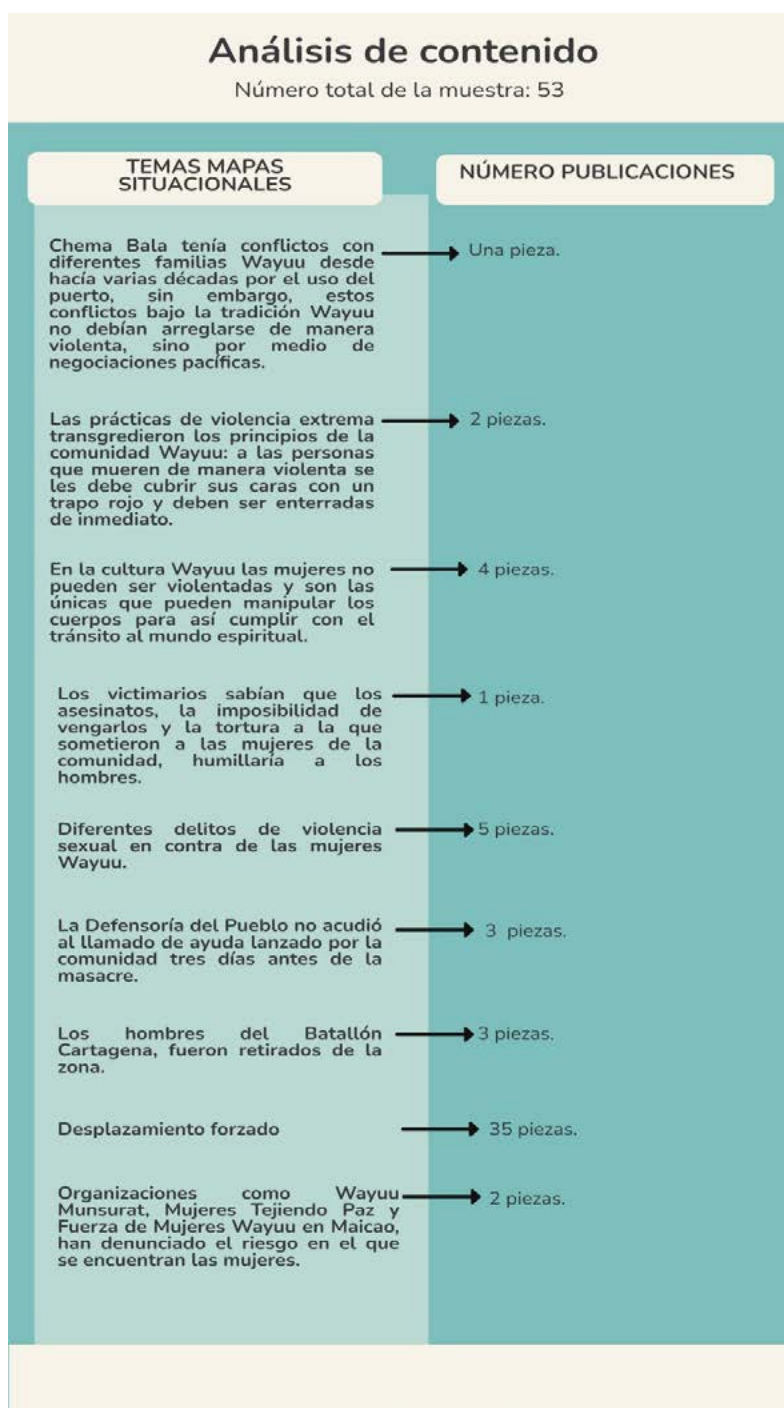 Análisis de contenido
Número total de la muestra: 53
TEMAS MAPAS
SITUACIONALES
NÚMERO PUBLICACIONES
Chema Bala tenía conflictos con
diferentes familias Wayuu desde
hacía varias décadas por el uso del
puerto, sin embargo, estos
conflictos bajo la tradición Wayuu
no debían arreglarse de manera
violenta, sino por medio de
negociaciones pacíficas.
Una pieza.
Las prácticas de violencia extrema
transgredieron los principios de la
comunidad Wayuu: a las personas
que mueren de manera violenta se
les debe cubrir sus caras con un
trapo rojo y deben ser enterradas
de inmediato.
2 piezas.
En la cultura Wayuu las mujeres no
pueden ser violentadas y son las
únicas que pueden manipular los
cuerpos para así cumplir con el
tránsito al mundo espiritual.
4 piezas.
Los victimarios sabían que los
asesinatos, la imposibilidad de
vengarlos y la tortura a la que
sometieron a las mujeres de la
comunidad, humillaría a los
hombres.
1 pieza.
Diferentes delitos de violencia
sexual en contra de las mujeres
Wayuu.
5 piezas.
La Defensoría del Pueblo no acudió
al llamado de ayuda lanzado por la
comunidad tres días antes de la
masacre.
3 piezas.
Los hombres del Batallón
Cartagena, fueron retirados de la
zona.
3 piezas.
Desplazamiento forzado
35 piezas.
Organizaciones como Wayuu
Munsurat, Mujeres Tejiendo Paz y
Fuerza de Mujeres Wayuu en Maicao,
han denunciado el riesgo en el que
se encuentran las mujeres.
2 piezas.